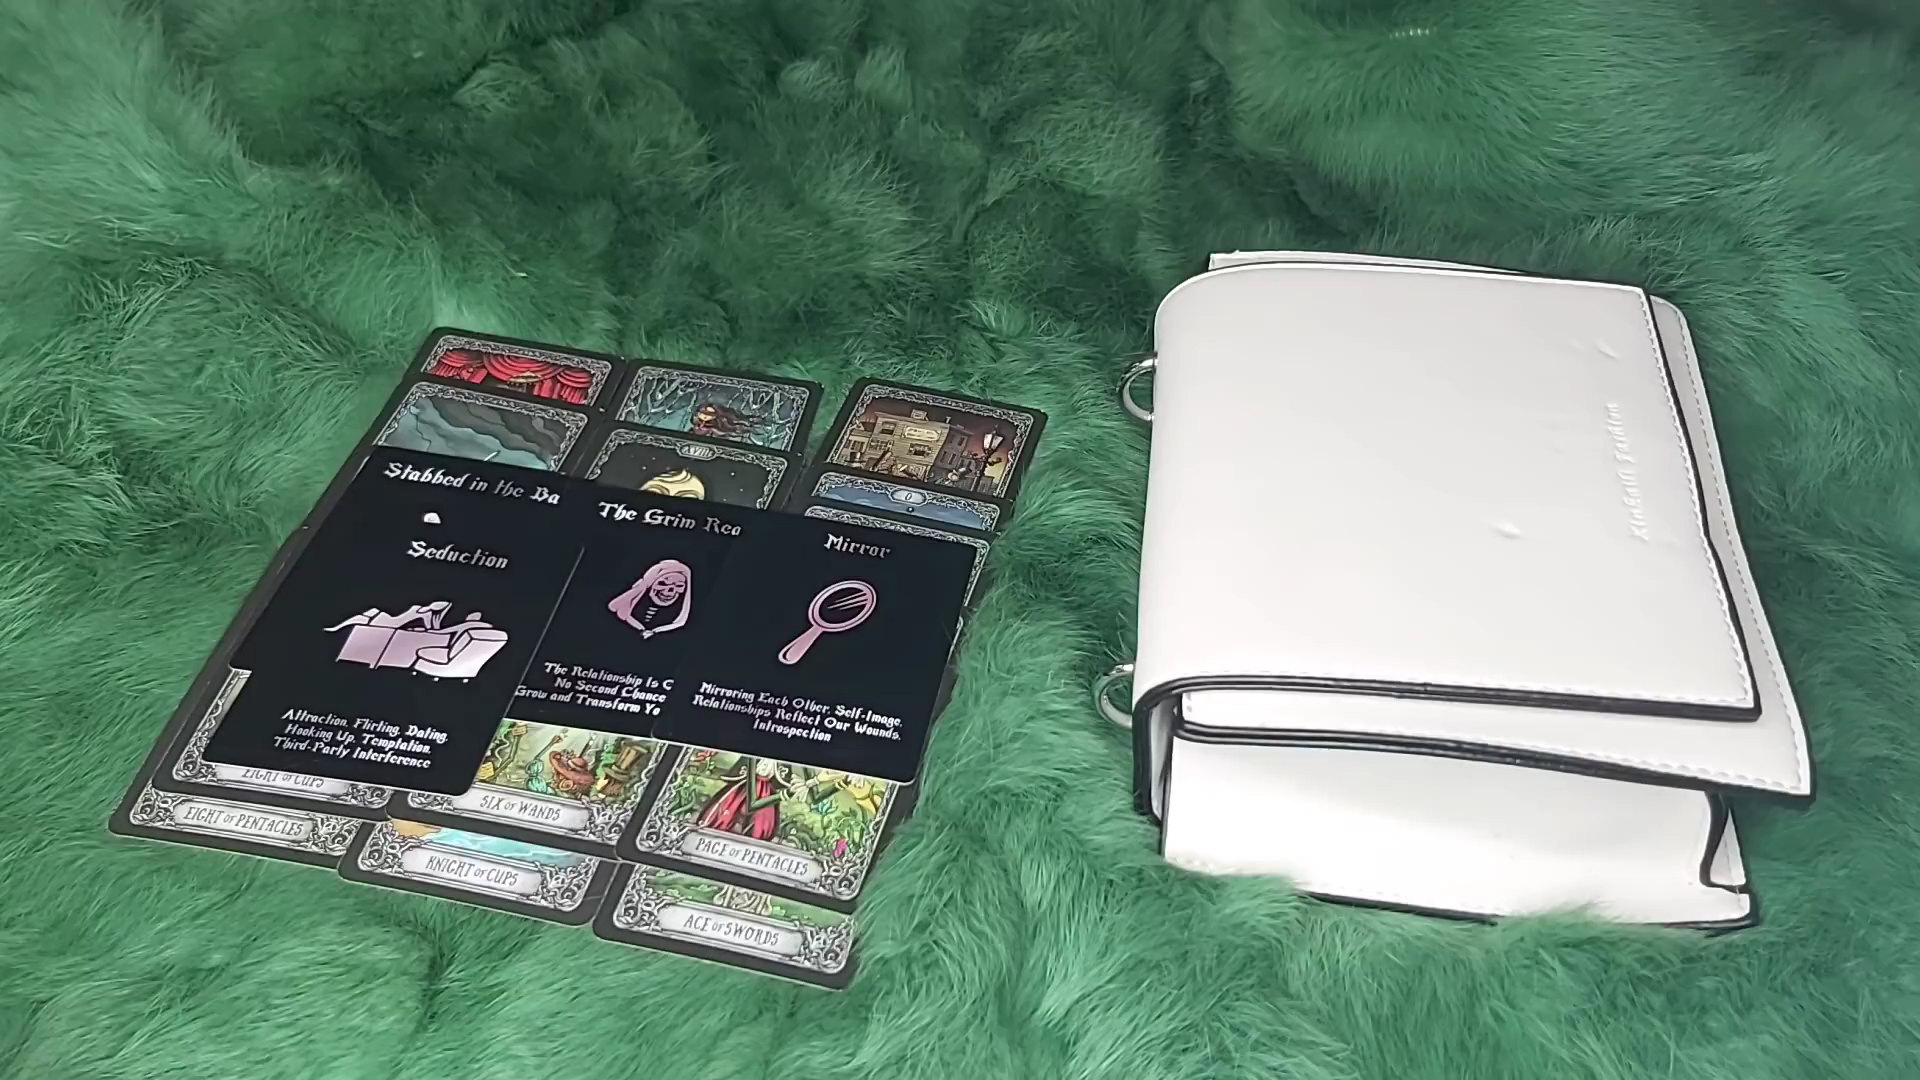 XVIII
0
Stabbed in the Ba
Seduction
Attraction, Flirting, Dating,
Hooking Up, Temptation,
Third-Party Interference
The Grim Rea
The Relationship Is
No Second Chance
Grow and Transform Yo
Mirror
Mirroring Each Other, Self-Image,
Relationships Reflect Our Wounds,
Introspection
EIGHT OF CUPS
SIX OF WANDS
PAGE OF PENTACLES
EIGHT OF PENTACLES
KNIGHT OF CUPS
ACE OF SWORDS